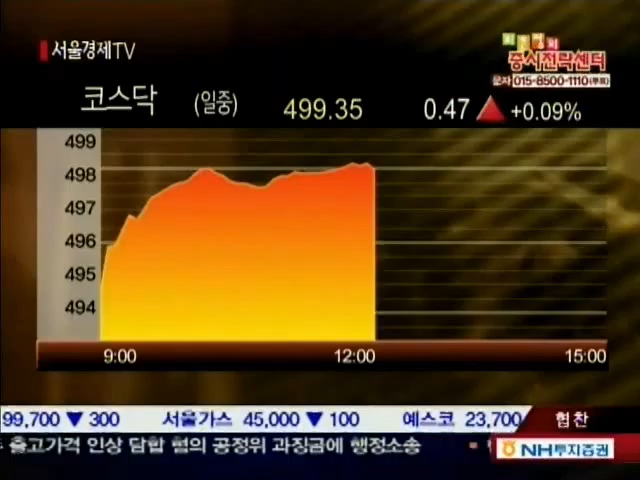 서울경제TV
증시전략센터
문자 015-8500-1110(무료)
코스닥 (일중) 499.35 0.47 ▲ +0.09%
499
498
497
496
495
494
9:00 12:00 15:00
99,700 ▼ 300 서울가스 45,000 ▼ 100 예스코 23,700 협찬
출고가격 인상 담합 혐의 공정위 과징금에 행정소송
NH투자증권